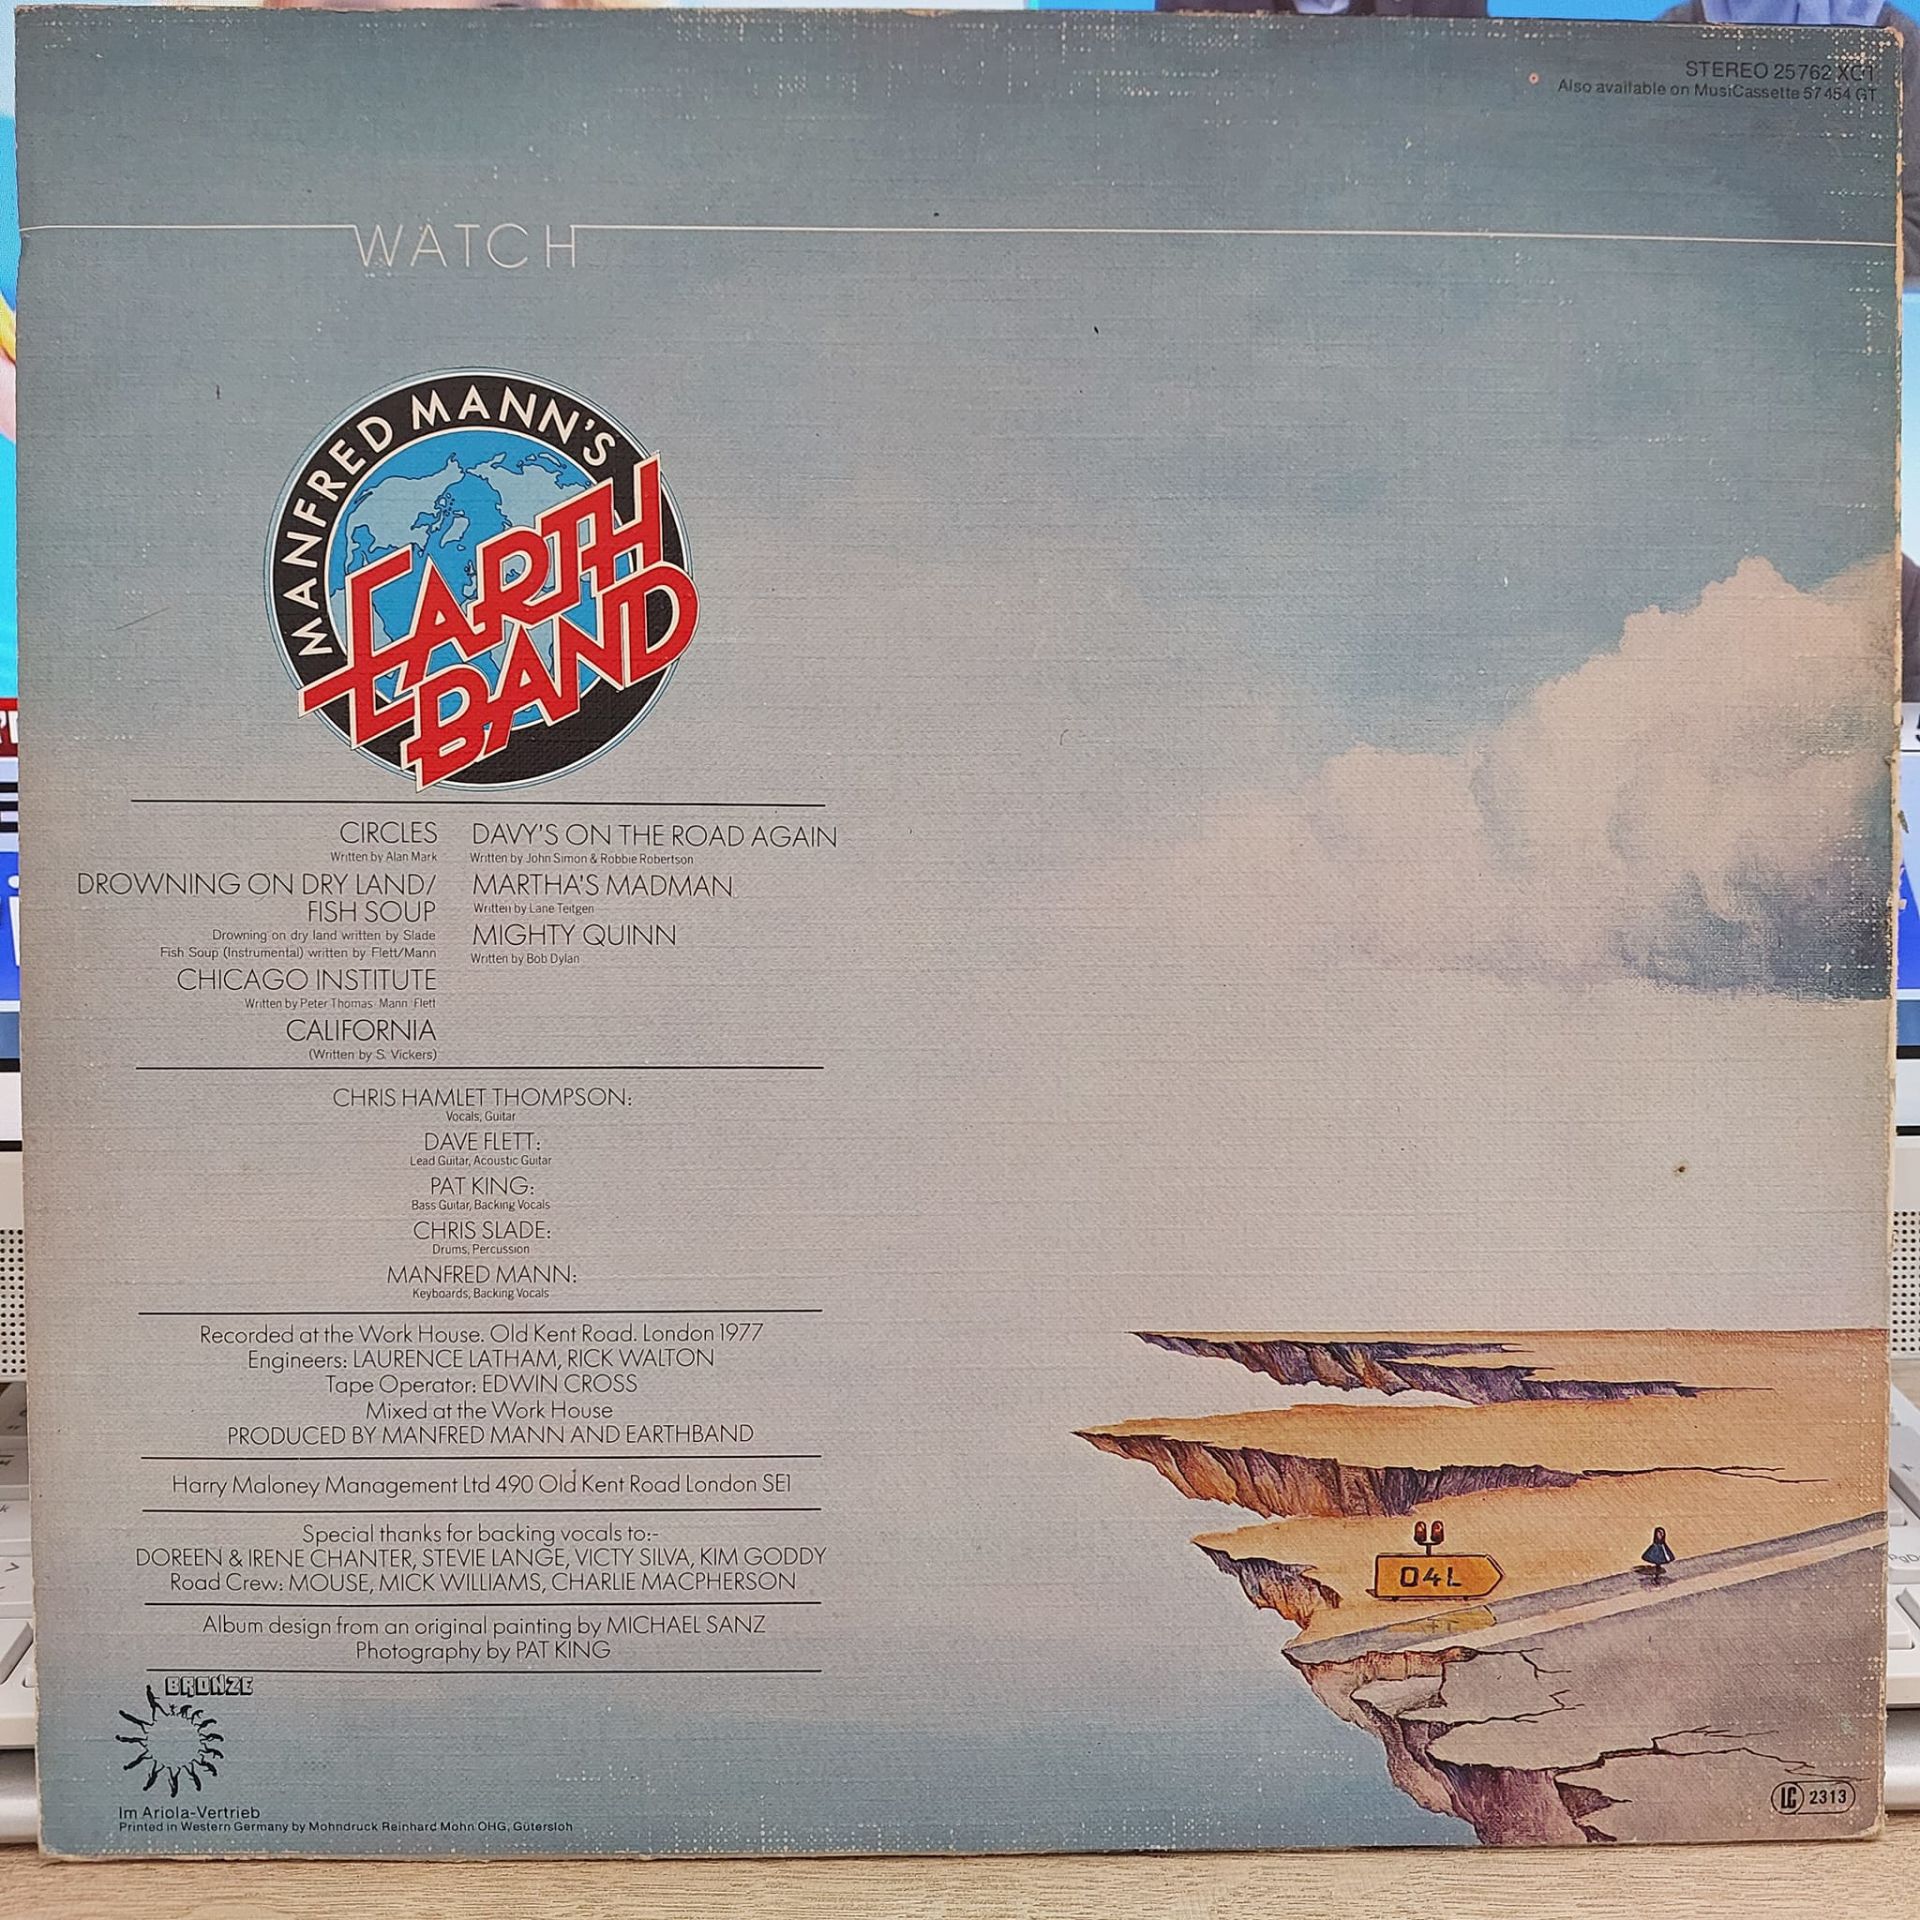 STEREO 25762 XOT
Also available on MusiCassette 57 454 GT
WATCH
MANFRED MANN'S
EARTH
BAND
CIRCLES
Written by Alan Mark
DROWNING ON DRY LAND/
FISH SOUP
Drowning on dry land written by Slade
Fish Soup (Instrumental) written by Flett/Mann
CHICAGO INSTITUTE
Written by Peter Thomas Mann Flett
CALIFORNIA
(Written by S. Vickers)
DAVY'S ON THE ROAD AGAIN
Written by John Simon & Robbie Robertson
MARTHA'S MADMAN
Written by Lane Teitgen
MIGHTY QUINN
Written by Bob Dylan
CHRIS HAMLET THOMPSON:
Vocals, Guitar
DAVE FLETT:
Lead Guitar, Acoustic Guitar
PAT KING:
Bass Guitar, Backing Vocals
CHRIS SLADE:
Drums, Percussion
MANFRED MANN:
Keyboards, Backing Vocals
Recorded at the Work House. Old Kent Road. London 1977
Engineers: LAURENCE LATHAM, RICK WALTON
Tape Operator: EDWIN CROSS
Mixed at the Work House
PRODUCED BY MANFRED MANN AND EARTHBAND
Harry Maloney Management Ltd 490 Old Kent Road London SE1
Special thanks for backing vocals to:-
DOREEN & IRENE CHANTER, STEVIE LANGE, VICTY SILVA, KIM GODDY
Road Crew: MOUSE, MICK WILLIAMS, CHARLIE MACPHERSON
Album design from an original painting by MICHAEL SANZ
Photography by PAT KING
BRONZE
Im Ariola-Vertrieb
Printed in Western Germany by Mohndruck Reinhard Mohn OHG, Gütersloh
04L
LC 2313